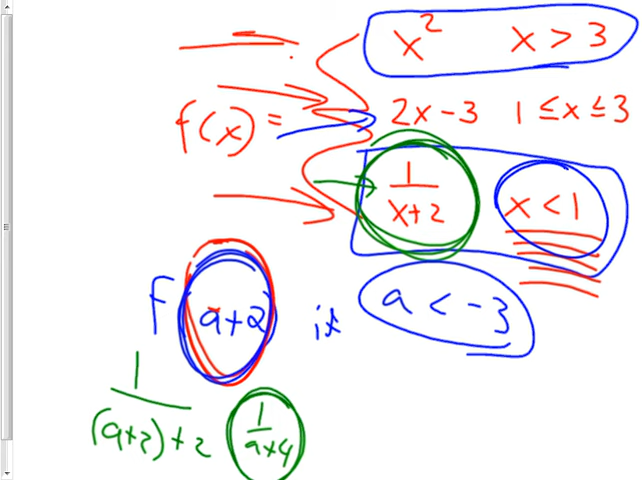 x² x > 3
f(x) = 2x-3 1 ≤ x ≤ 3
1/(x+2) x < 1
f(a+2) if a < -3
1/((a+2)+2) 1/(a+4)